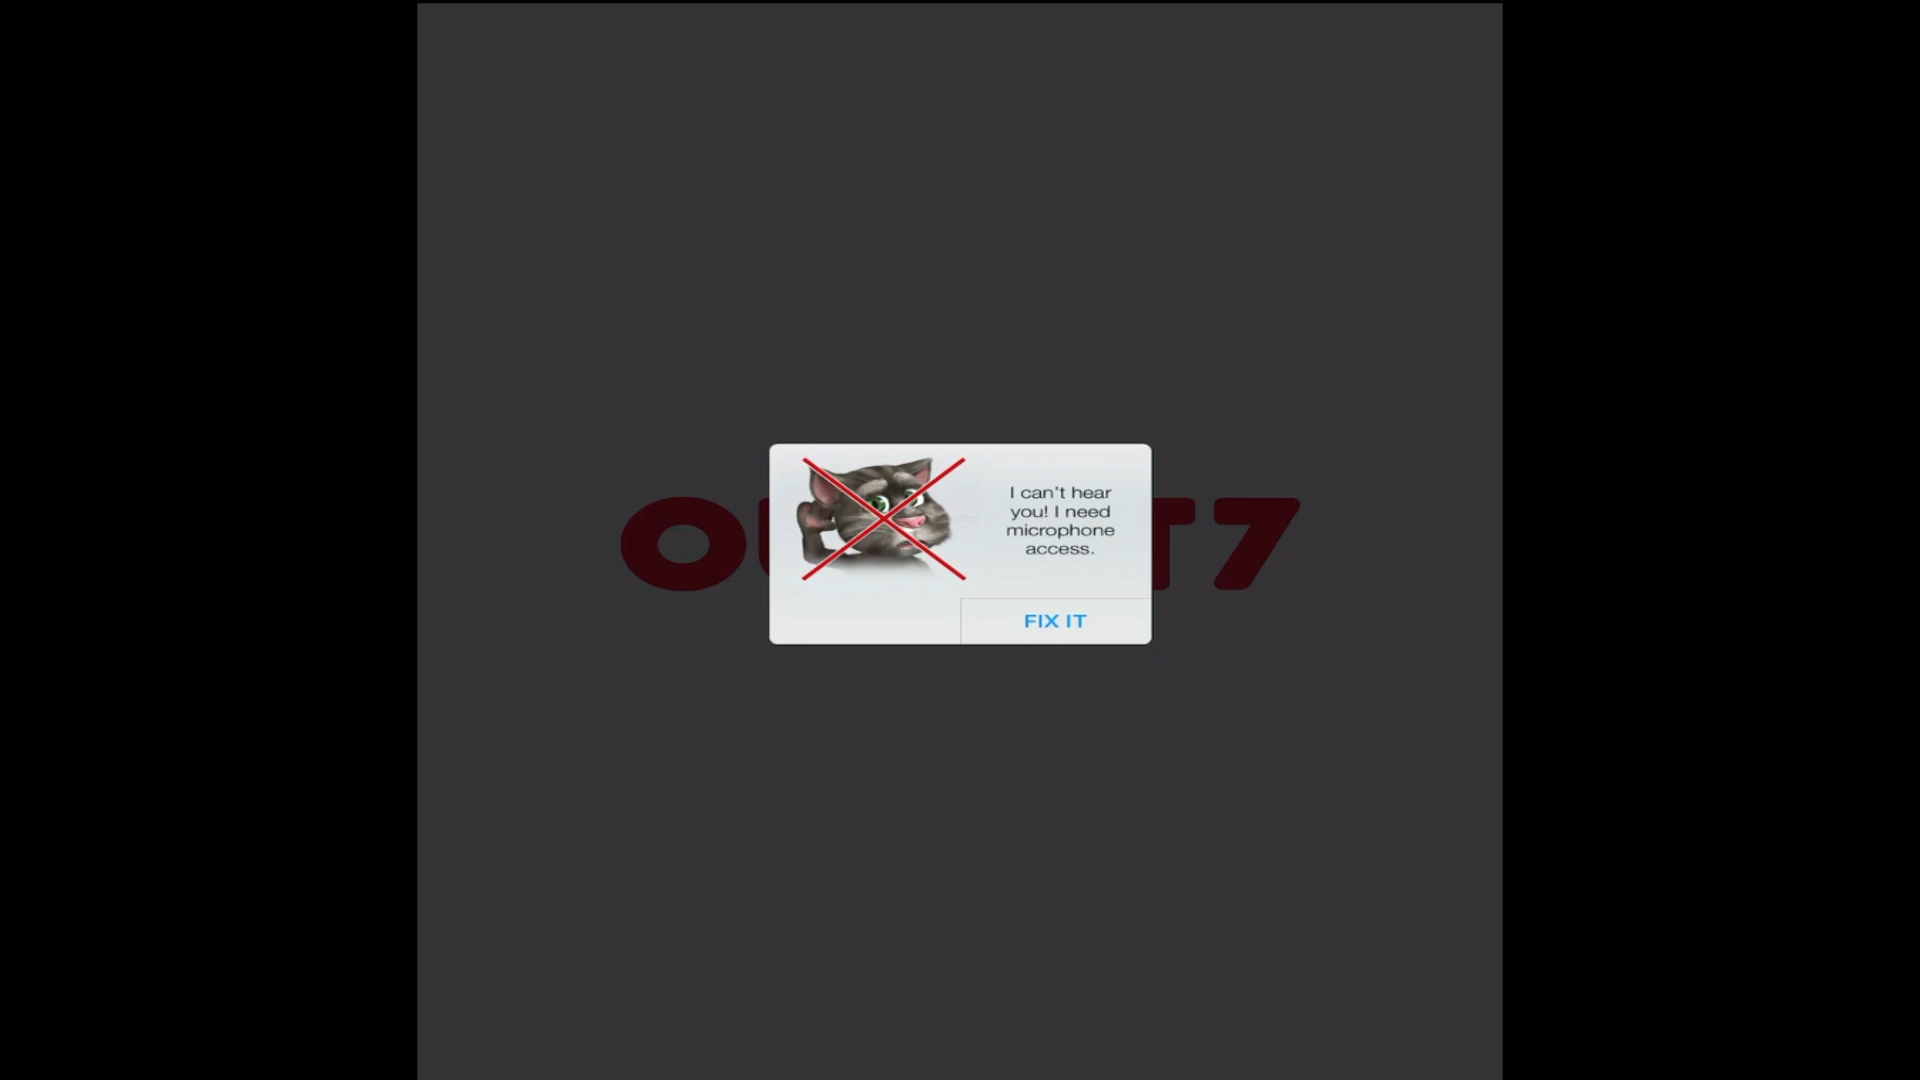 I can't hear
you! I need
microphone
access.
FIX IT